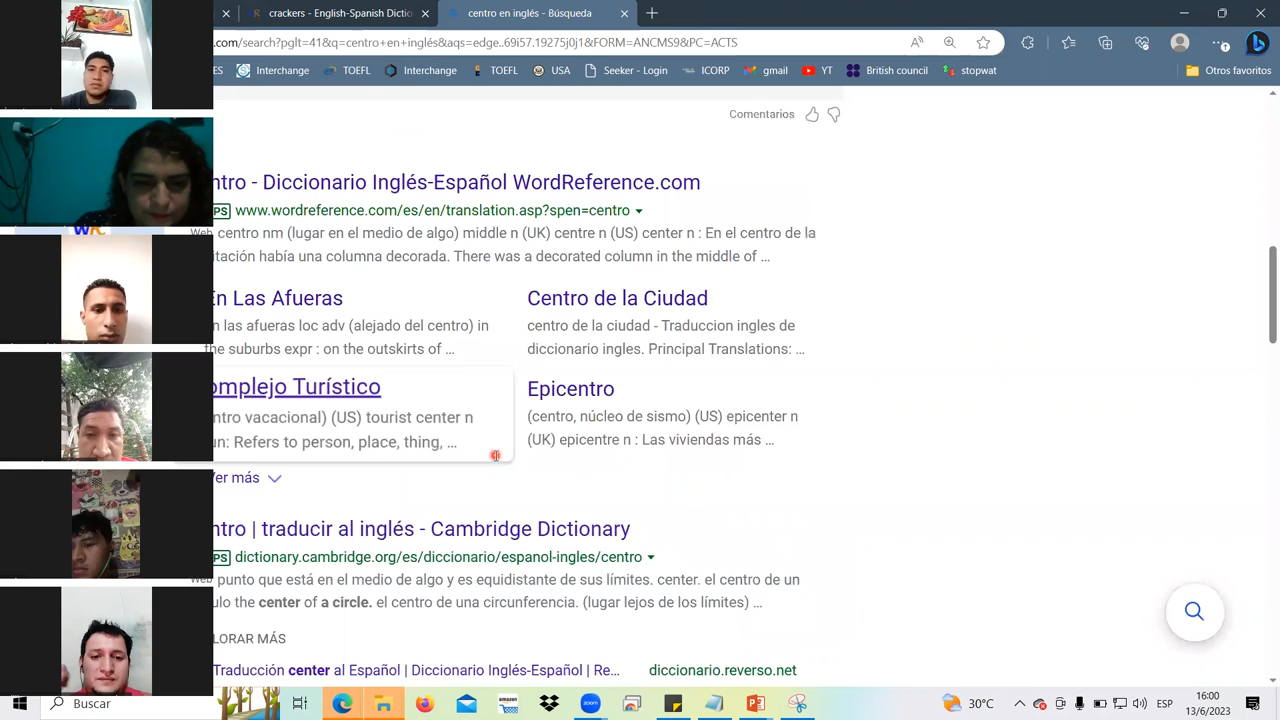 crackers - English-Spanish Dictio
centro en inglés - Búsqueda
.com/search?pglt=41&q=centro+en+inglés&aqs=edge..69i57.19275j0j1&FORM=ANCMS9&PC=ACTS
ES
Interchange
TOEFL
Interchange
TOEFL
USA
Seeker - Login
gmail
YT
British council
Speowat
Otros favoritos
Comentarios
ntro - Diccionario Inglés-Español WordReference.com
PS www.wordreference.com/es/en/translation.asp?spen=centro
Web centro nm (lugar en el medio de algo) middle n (UK) centre n (US) center n : En el centro de la
itación había una columna decorada. There was a decorated column in the middle of …
En Las Afueras
n las afueras loc adv (alejado del centro) in
the suburbs expr : on the outskirts of …
Centro de la Ciudad
centro de la ciudad - Traduccion ingles de
diccionario ingles. Principal Translations: …
omplejo Turístico
ntro vacacional) (US) tourist center n
un: Refers to person, place, thing, …
Epicentro
(centro, núcleo de sismo) (US) epicenter n
(UK) epicentre n : Las viviendas más …
Ver más
ntro | traducir al inglés - Cambridge Dictionary
PS dictionary.cambridge.org/es/diccionario/espanol-ingles/centro
Web punto que está en el medio de algo y es equidistante de sus límites. center. el centro de un
ulo the center of a circle. el centro de una circunferencia. (lugar lejos de los límites) …
LORAR MÁS
Traducción center al Español | Diccionario Inglés-Español | Re… diccionario.reverso.net
Buscar
amazon
zoom
30°C
ESP
16:00
13/6/2023